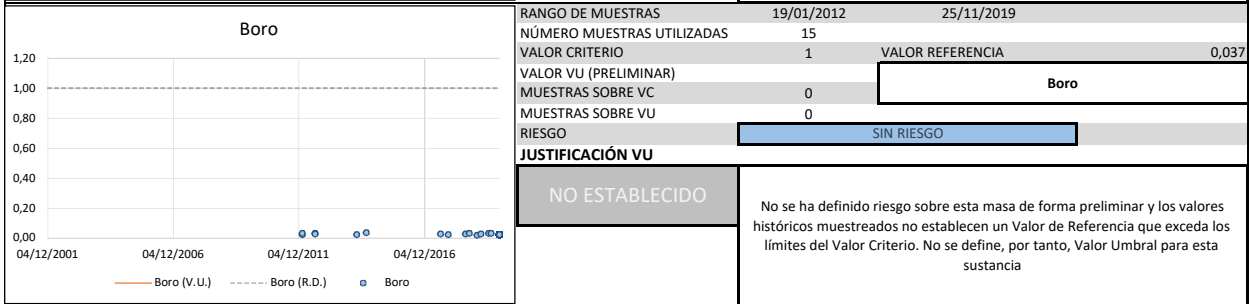 Boro
1,20
1,00
0,80
0,60
0,40
0,20
0,00
04/12/2001 04/12/2006 04/12/2011 04/12/2016
Boro (V.U.) Boro (R.D.) Boro
RANGO DE MUESTRAS 19/01/2012 25/11/2019
NÚMERO MUESTRAS UTILIZADAS 15
VALOR CRITERIO 1 VALOR REFERENCIA 0,037
VALOR VU (PRELIMINAR)
Boro
MUESTRAS SOBRE VC 0
MUESTRAS SOBRE VU 0
RIESGO SIN RIESGO
JUSTIFICACIÓN VU
NO ESTABLECIDO
No se ha definido riesgo sobre esta masa de forma preliminar y los valores
históricos muestreados no establecen un Valor de Referencia que exceda los
límites del Valor Criterio. No se define, por tanto, Valor Umbral para esta
sustancia